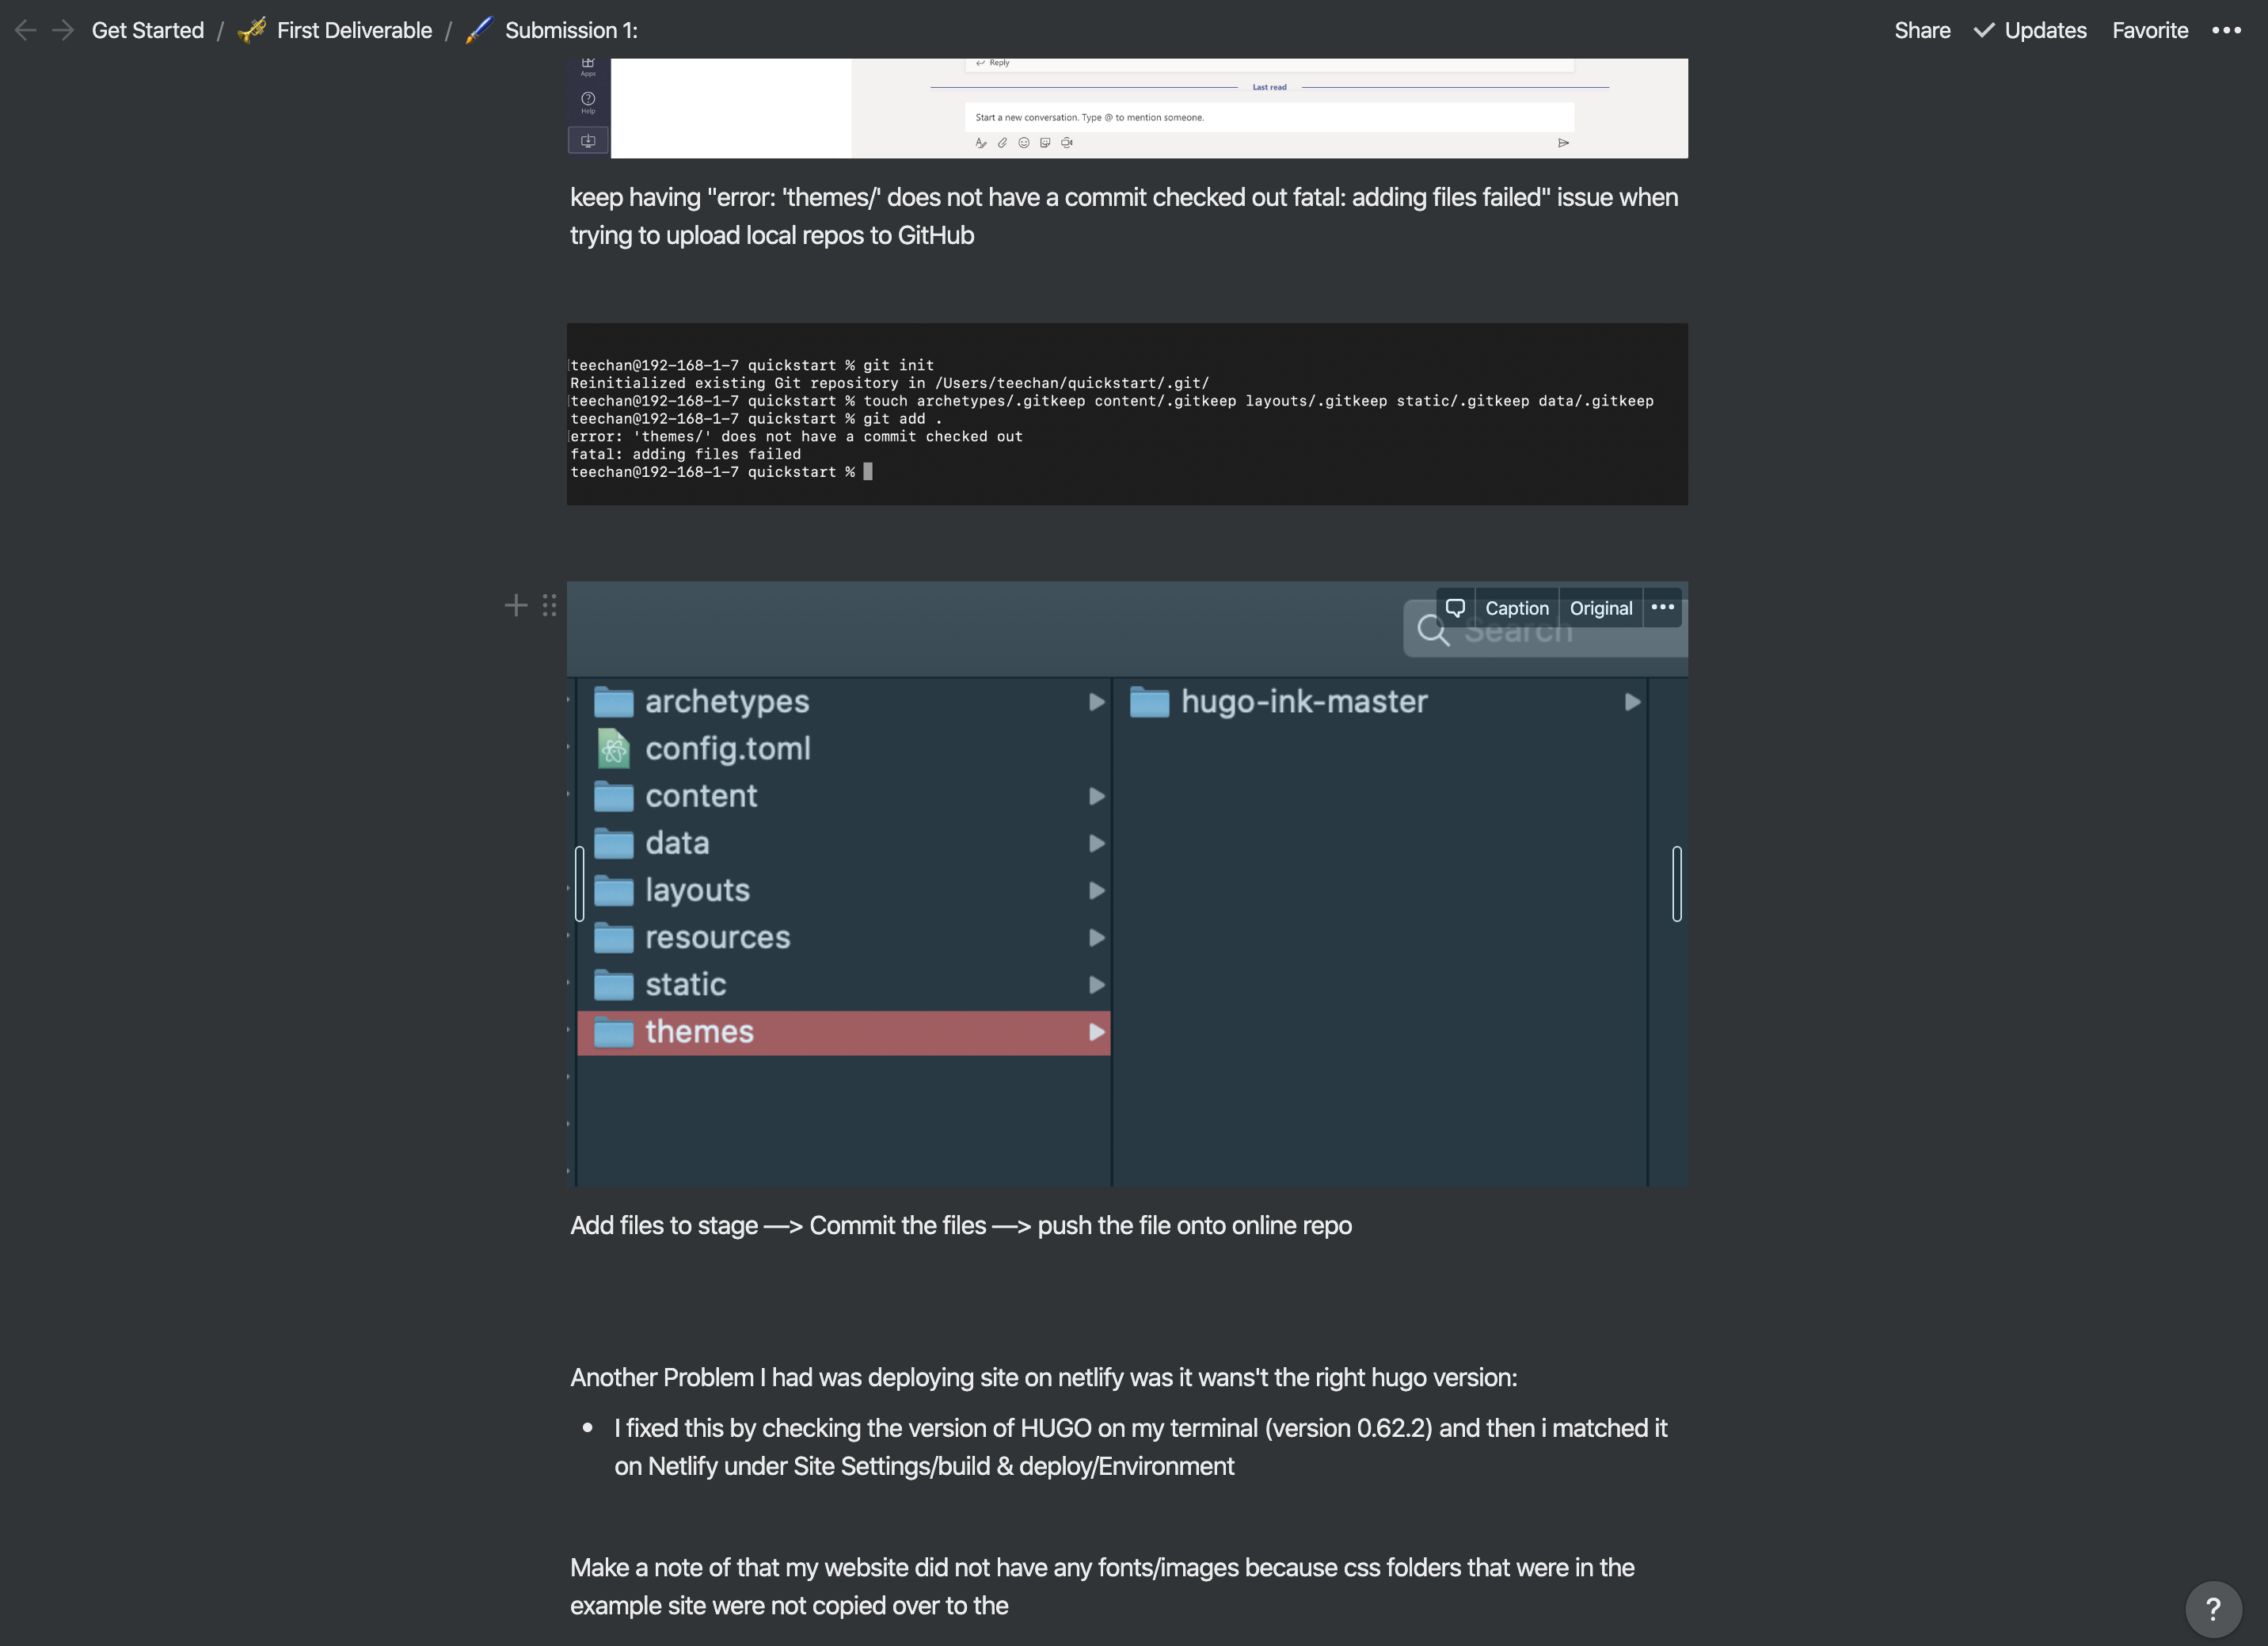 Get Started / First Deliverable / Submission 1:
Share Updates Favorite
Apps
Reply
Last read
Help
Start a new conversation. Type @ to mention someone.
keep having "error: 'themes/' does not have a commit checked out fatal: adding files failed" issue when
trying to upload local repos to GitHub
teechan@192-168-1-7 quickstart % git init
Reinitialized existing Git repository in /Users/teechan/quickstart/.git/
teechan@192-168-1-7 quickstart % touch archetypes/.gitkeep content/.gitkeep layouts/.gitkeep static/.gitkeep data/.gitkeep
teechan@192-168-1-7 quickstart % git add .
error: 'themes/' does not have a commit checked out
fatal: adding files failed
teechan@192-168-1-7 quickstart %
Caption Original
Search
archetypes
config.toml
content
data
layouts
resources
static
themes
hugo-ink-master
Add files to stage —> Commit the files —> push the file onto online repo
Another Problem I had was deploying site on netlify was it wans't the right hugo version:
• I fixed this by checking the version of HUGO on my terminal (version 0.62.2) and then i matched it
on Netlify under Site Settings/build & deploy/Environment
Make a note of that my website did not have any fonts/images because css folders that were in the
example site were not copied over to the
?